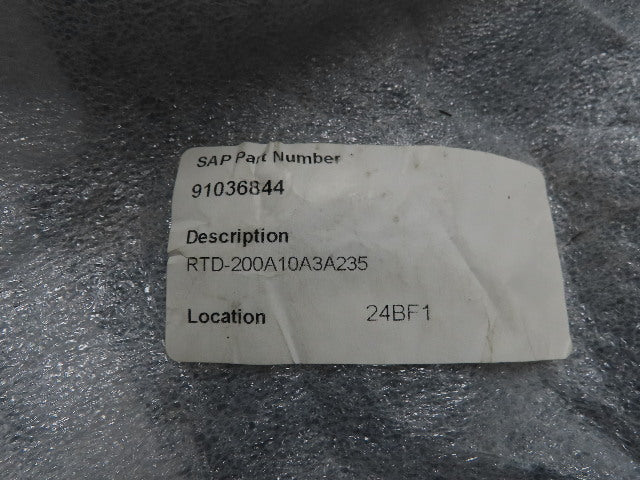 SAP Part Number
91036844
Description
RTD-200A10A3A235
Location 24BF1